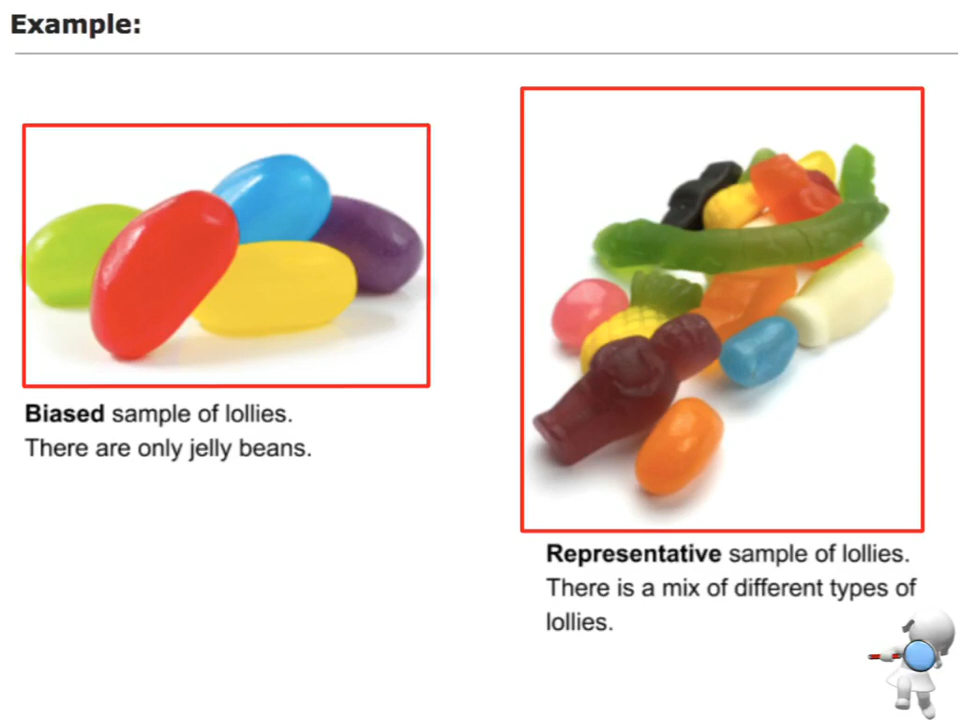 Example:
Biased sample of lollies.
There are only jelly beans.
Representative sample of lollies.
There is a mix of different types of
lollies.